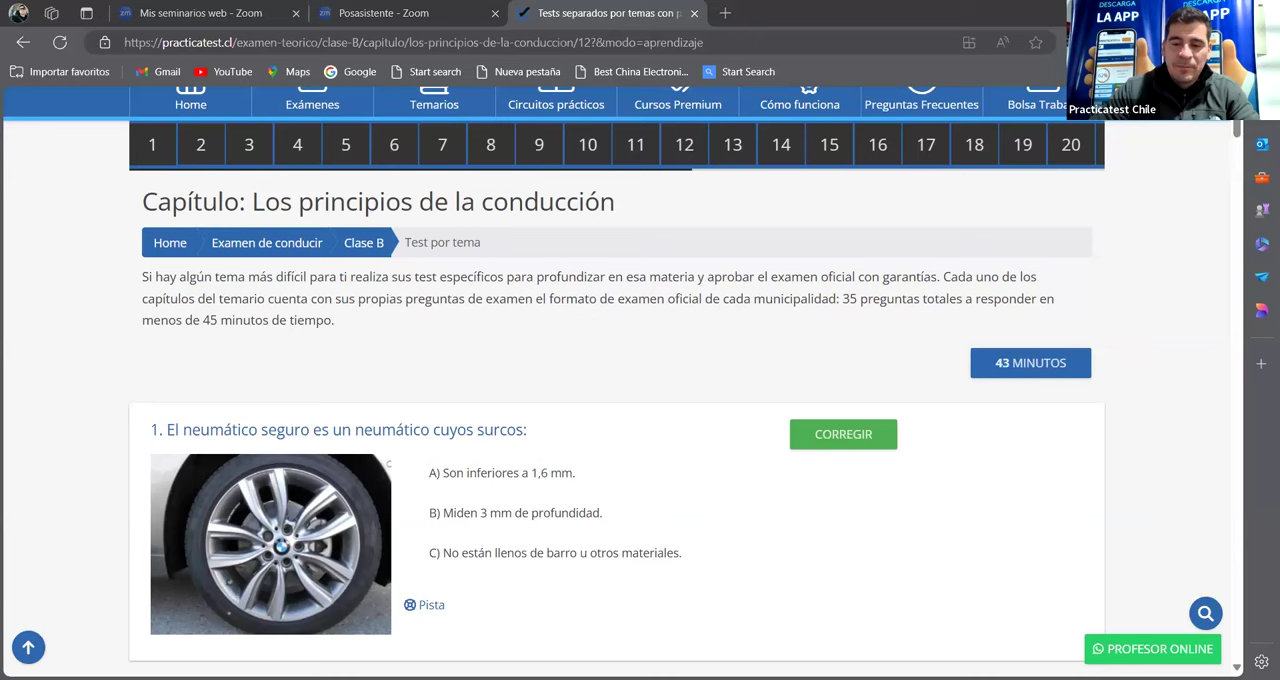 Mis seminarios web - Zoom
Posasistente - Zoom
Tests separados por temas con p
https://practicatest.cl/examen-teorico/clase-B/capitulo/los-principios-de-la-conduccion/12?&modo=aprendizaje
Importar favoritos
Gmail
YouTube
Maps
Google
Start search
Nueva pestaña
Best China Electroni...
Start Search
DESCARGA
LA APP
DESCARGA
Practicatest Chile
Home
Exámenes
Temarios
Circuitos prácticos
Cursos Premium
Cómo funciona
Preguntas Frecuentes
Bolsa Traba
1 2 3 4 5 6 7 8 9 10 11 12 13 14 15 16 17 18 19 20
Capítulo: Los principios de la conducción
Home Examen de conducir Clase B Test por tema
Si hay algún tema más difícil para ti realiza sus test específicos para profundizar en esa materia y aprobar el examen oficial con garantías. Cada uno de los
capítulos del temario cuenta con sus propias preguntas de examen el formato de examen oficial de cada municipalidad: 35 preguntas totales a responder en
menos de 45 minutos de tiempo.
43 MINUTOS
1. El neumático seguro es un neumático cuyos surcos:
CORREGIR
A) Son inferiores a 1,6 mm.
B) Miden 3 mm de profundidad.
C) No están llenos de barro u otros materiales.
Pista
PROFESOR ONLINE